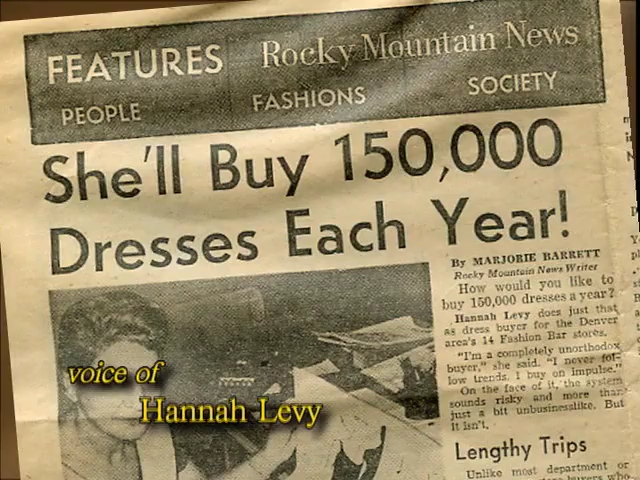 FEATURES
Rocky Mountain News
PEOPLE
FASHIONS
SOCIETY
She'll Buy 150,000
Dresses Each Year!
By MARJORIE BARRETT
Rocky Mountain News Writer
How would you like to
buy 150,000 dresses a year?
Hannah Levy does just that
as dress buyer for the Denver
area's 14 Fashion Bar stores.
"I'm a completely unorthodox
buyer," she said. "I never fol-
low trends. I buy on impulse."
On the face of it, the system
sounds risky and more than
just a bit unbusinesslike. But
it isn't.
Lengthy Trips
Unlike most department or
voice of
Hannah Levy